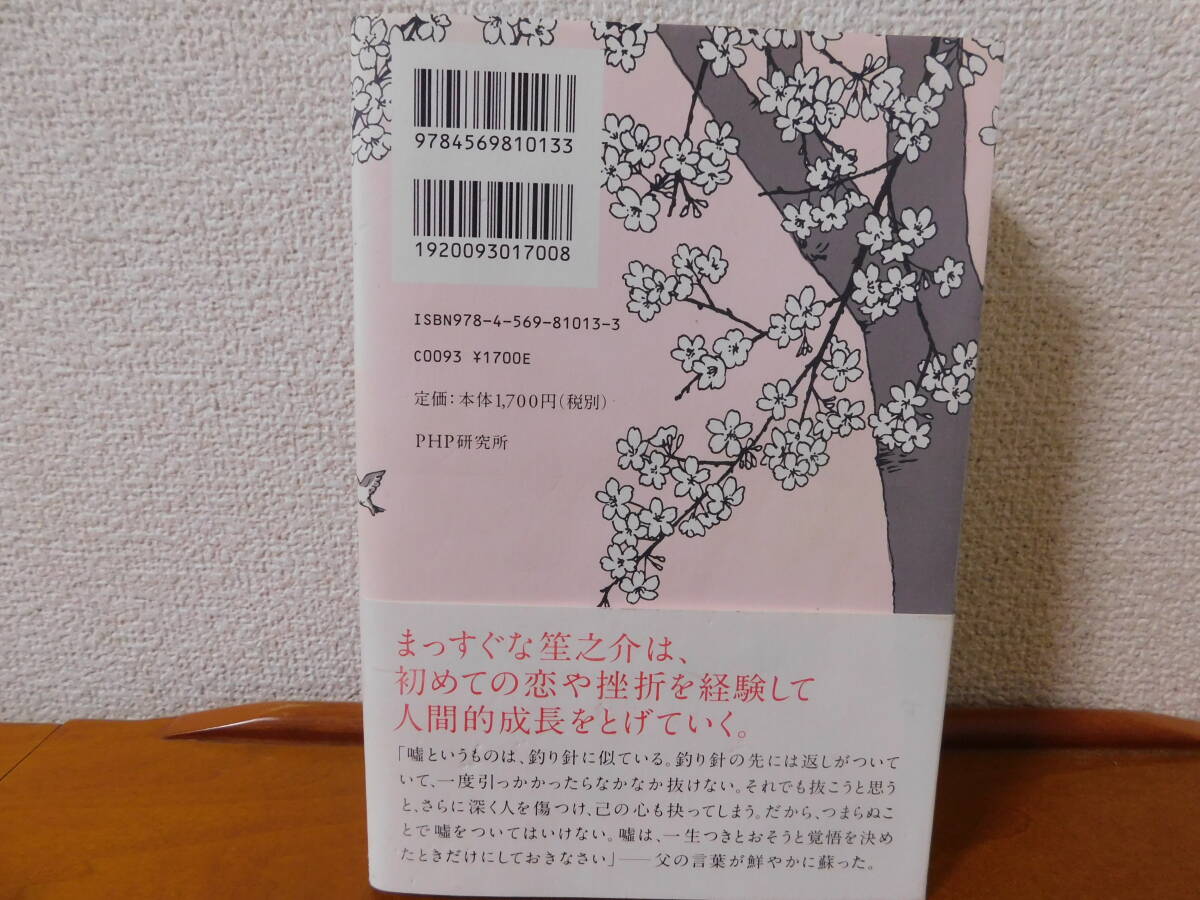 9784569810133
1920093017008
ISBN978-4-569-81013-3
C0093 ¥1700E
定価：本体1,700円（税別）
PHP研究所
まっすぐな笙之介は、
初めての恋や挫折を経験して
人間的成長をとげていく。
「嘘というものは、釣り針に似ている。釣り針の先には返しがついて
いて、一度引っかかったらなかなか抜けない。それでも抜こうと思う
と、さらに深く人を傷つけ、己の心も抉ってしまう。だから、つまらぬこ
とで嘘をついてはいけない。嘘は、一生つきとおそうと覚悟を決め
たときだけにしておきなさい」── 父の言葉が鮮やかに蘇った。